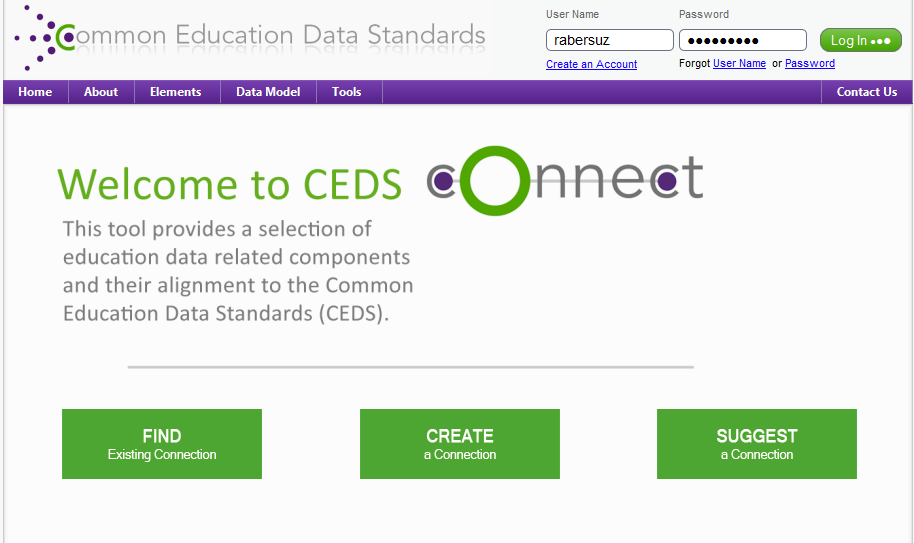 Common Education Data Standards
User Name
Password
rabersuz
●●●●●●●●●
Log In ●●●
Create an Account
Forgot User Name or Password
Home About Elements Data Model Tools Contact Us
Welcome to CEDS connect
This tool provides a selection of
education data related components
and their alignment to the Common
Education Data Standards (CEDS).
FIND
Existing Connection
CREATE
a Connection
SUGGEST
a Connection